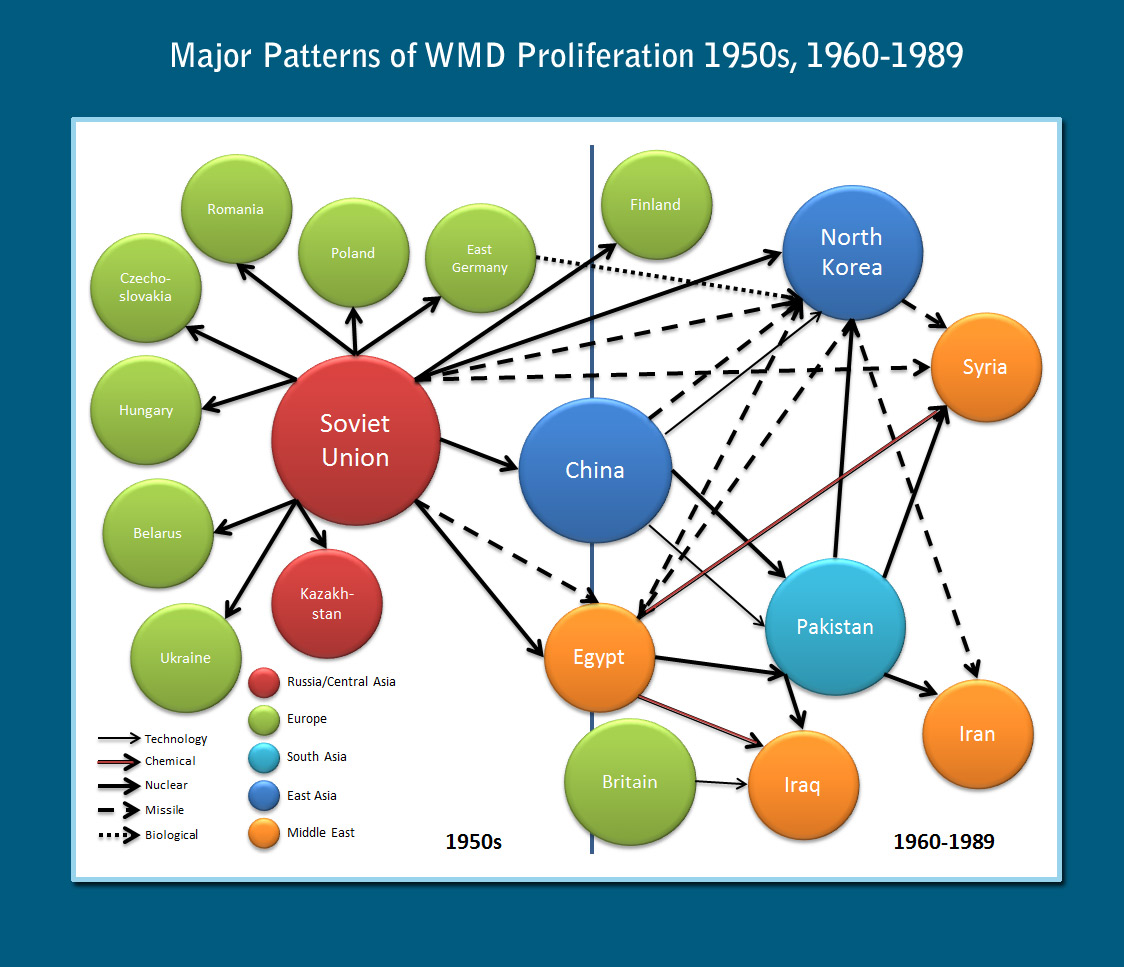 Major Patterns of WMD Proliferation 1950s, 1960-1989
Romania
Poland
East
Germany
Finland
North
Korea
Czecho-
slovakia
Syria
Hungary
Soviet
Union
China
Belarus
Kazakh-
stan
Pakistan
Ukraine
Egypt
Iran
Britain
Iraq
Russia/Central Asia
Europe
South Asia
East Asia
Middle East
Technology
Chemical
Nuclear
Missile
Biological
1950s
1960-1989